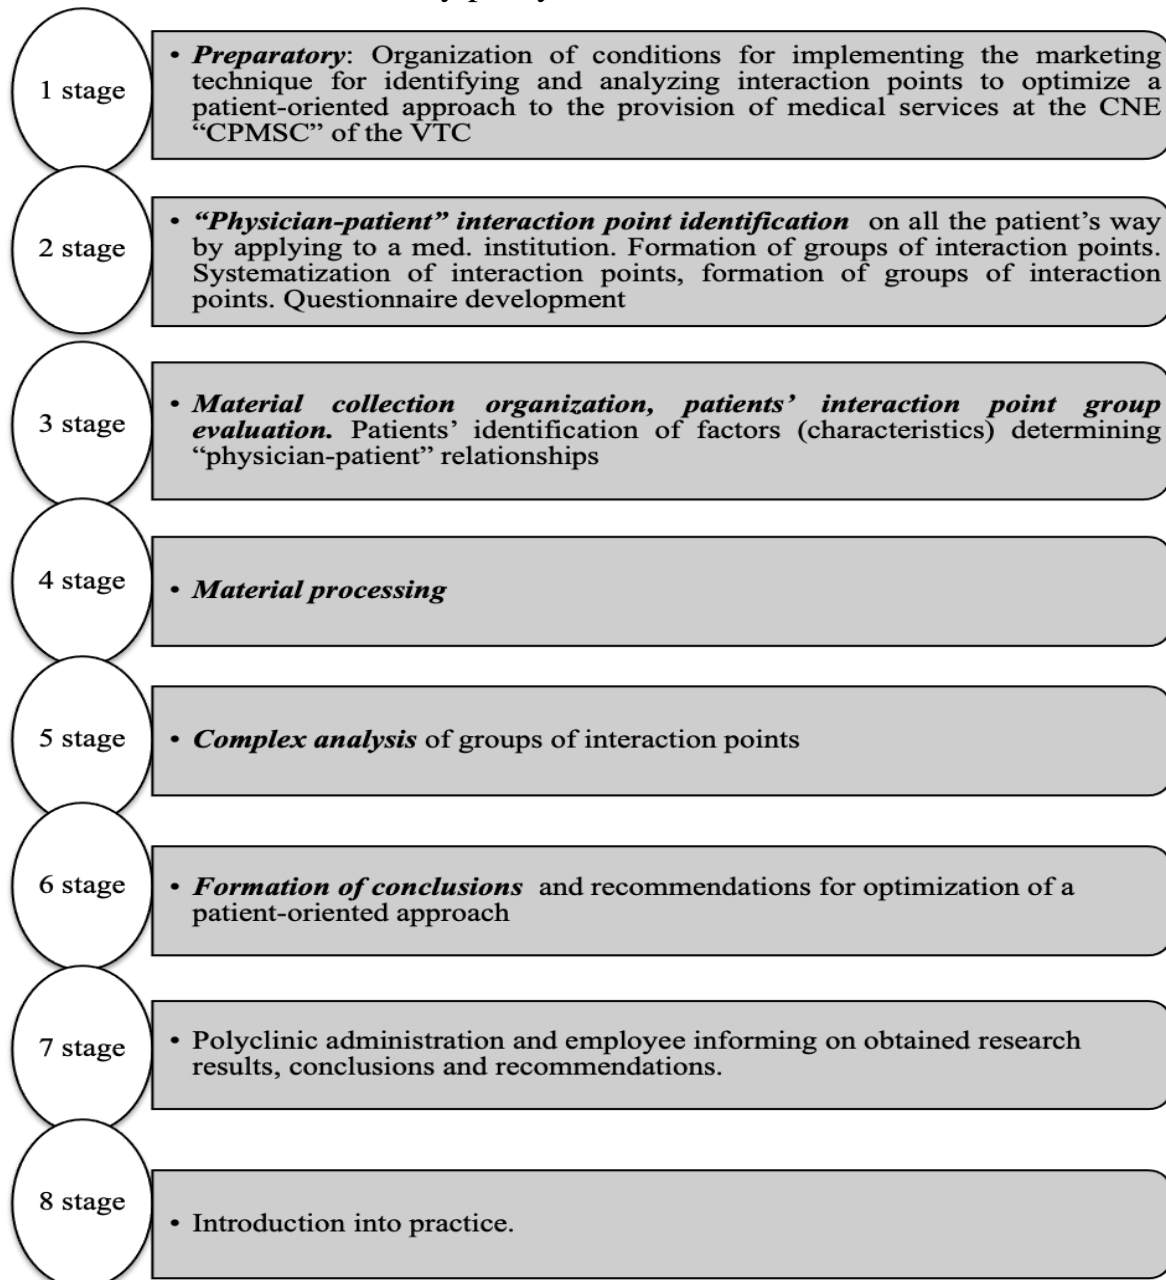 1 stage
• Preparatory: Organization of conditions for implementing the marketing
technique for identifying and analyzing interaction points to optimize a
patient-oriented approach to the provision of medical services at the CNE
“CPMSC” of the VTC
2 stage
• “Physician-patient” interaction point identification on all the patient’s way
by applying to a med. institution. Formation of groups of interaction points.
Systematization of interaction points, formation of groups of interaction
points. Questionnaire development
3 stage
• Material collection organization, patients’ interaction point group
evaluation. Patients’ identification of factors (characteristics) determining
“physician-patient” relationships
4 stage
• Material processing
5 stage
• Complex analysis of groups of interaction points
6 stage
• Formation of conclusions and recommendations for optimization of a
patient-oriented approach
7 stage
• Polyclinic administration and employee informing on obtained research
results, conclusions and recommendations.
8 stage
• Introduction into practice.